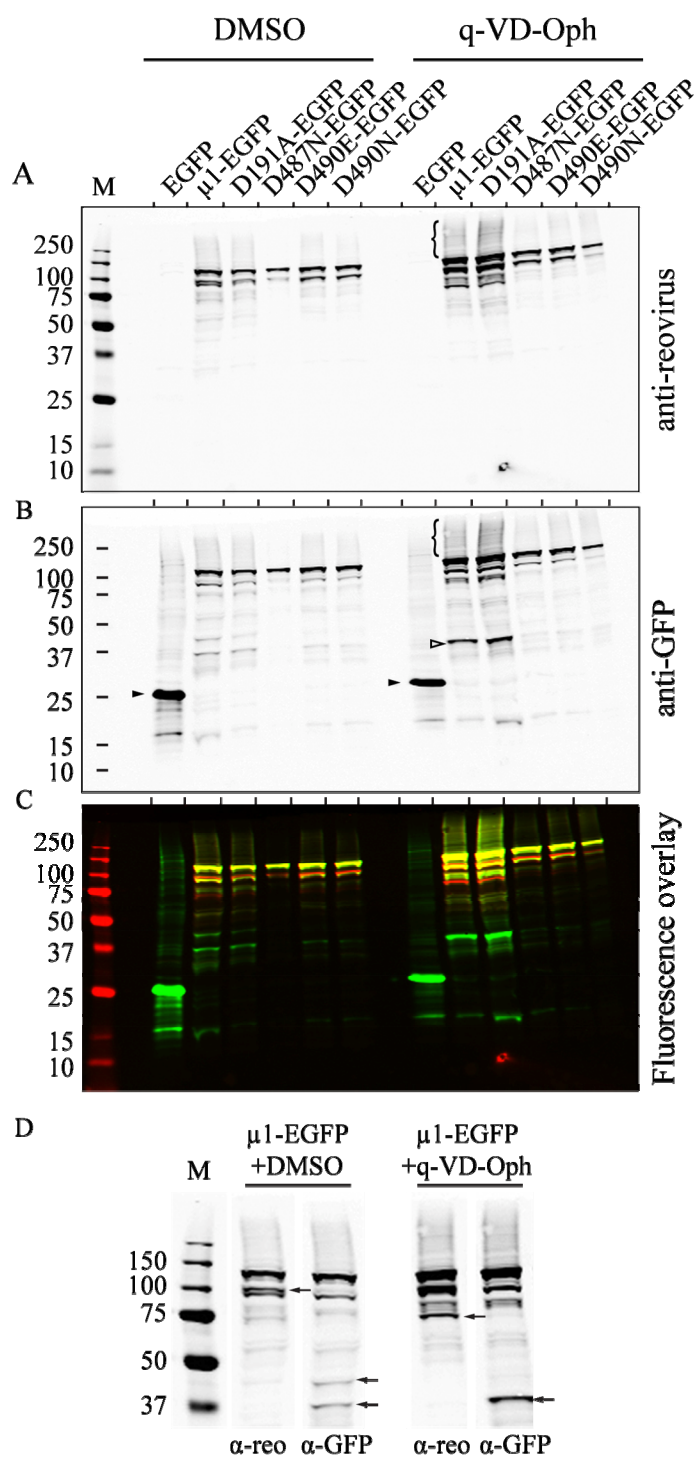 DMSO q-VD-Oph
EGFP μ1-EGFP D191A-EGFP D487N-EGFP D490E-EGFP D490N-EGFP EGFP μ1-EGFP D191A-EGFP D487N-EGFP D490E-EGFP D490N-EGFP
A
M
250
100
75
50
37
25
15
10
anti-reovirus
B
250
100
75
50
37
25
15
10
anti-GFP
C
250
100
75
50
37
25
15
10
Fluorescence overlay
D
μ1-EGFP μ1-EGFP
M +DMSO +q-VD-Oph
150
100
75
50
37
α-reo α-GFP α-reo α-GFP